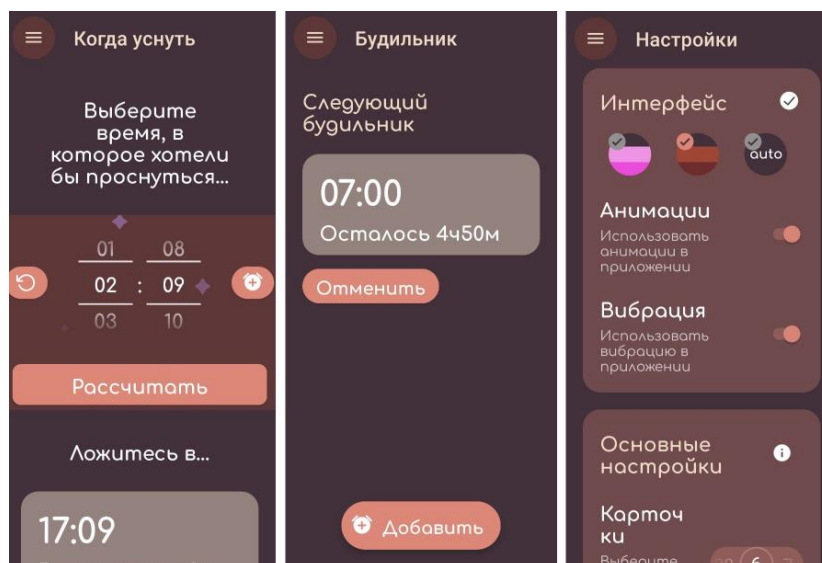 Когда уснуть
Выберите
время, в
которое хотели
бы проснуться...
01 08
02 : 09
03 10
Рассчитать
Ложитесь в...
17:09
Будильник
Следующий
будильник
07:00
Осталось 4ч50м
Отменить
Добавить
Настройки
Интерфейс
auto
Анимации
Использовать
анимации в
приложении
Вибрация
Использовать
вибрацию в
приложении
Основные
настройки
Карточ
ки
Выберите
6 7